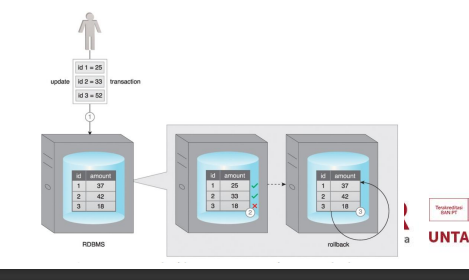 id 1 = 25
update id 2 = 33 transaction
id 3 = 52
1
id amount
1 37
2 42
3 18
RDBMS
id amount
1 25
2 33
3 18
2
id amount
1 37
2 42
3 18
3
rollback
R
a
Terakreditasi
BAN-PT
UNTA